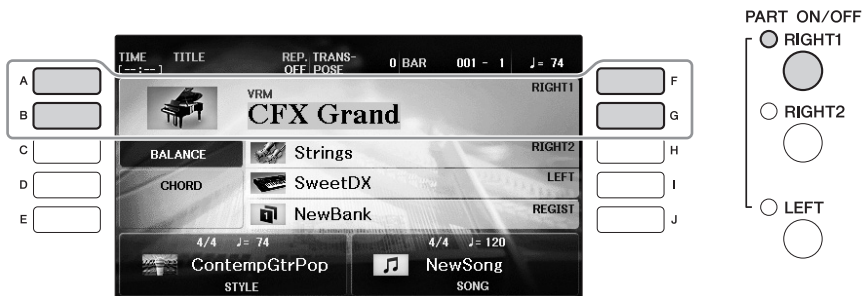 PART ON/OFF
TIME TITLE REP. TRANS- 0 BAR 001 - 1 ♩= 74
[--:--] OFF POSE
RIGHT1
A
F
VRM
RIGHT1
CFX Grand
B
G
RIGHT2
C
BALANCE
Strings
RIGHT2
H
D
CHORD
SweetDX
LEFT
I
E
NewBank
REGIST
J
LEFT
4/4 ♩= 74
4/4 ♩= 120
ContempGtrPop
NewSong
STYLE
SONG